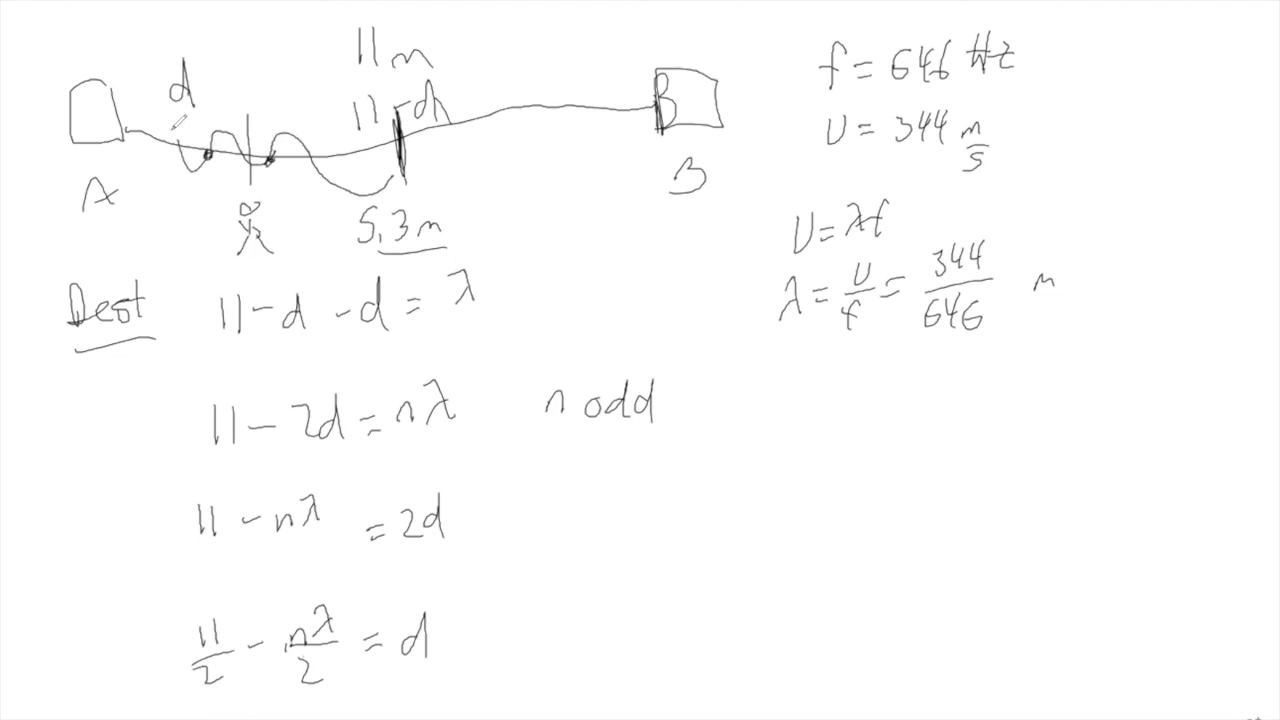 11 m
d
11 - d
A
B
B
5.3 m
Dest
11 - d - d = λ
11 - 2d = nλ n odd
11 - nλ = 2d
11/2 - nλ/2 = d
f = 646 Hz
v = 344 m/s
v = λf
λ = v/f = 344/646 m